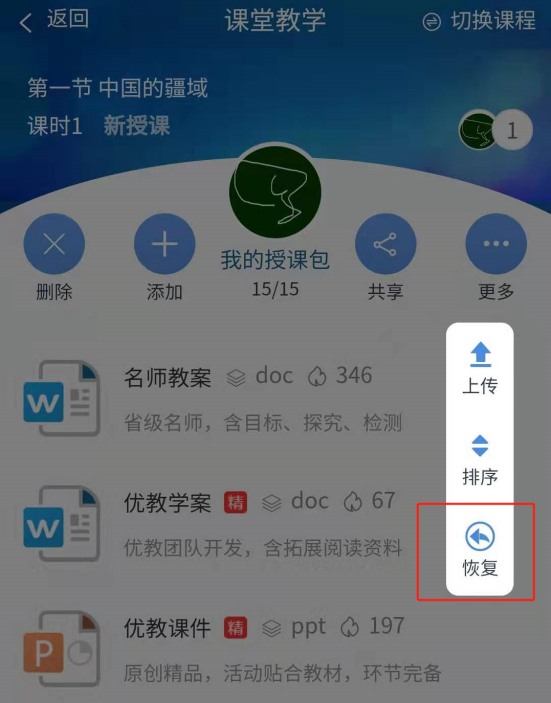 返回
课堂教学
切换课程
第一节 中国的疆域
课时1 新授课
1
我的授课包
15/15
删除
添加
共享
更多
名师教案 doc 346
省级名师，含目标、探究、检测
W
优教学案 精 doc 67
优教团队开发，含拓展阅读资料
W
优教课件 精 ppt 197
原创精品，活动贴合教材，环节完备
P
上传
排序
恢复